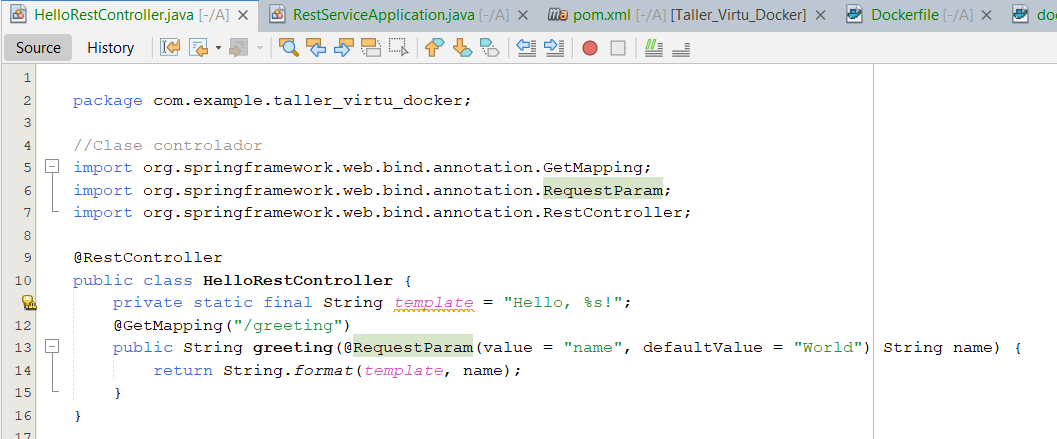 HelloRestController.java [-/A] RestServiceApplication.java [-/A] pom.xml [-/A] [Taller_Virtu_Docker] Dockerfile [-/A]
Source History
1
2 package com.example.taller_virtu_docker;
3
4 //Clase controlador
5 import org.springframework.web.bind.annotation.GetMapping;
6 import org.springframework.web.bind.annotation.RequestParam;
7 import org.springframework.web.bind.annotation.RestController;
8
9 @RestController
10 public class HelloRestController {
private static final String template = "Hello, %s!";
12 @GetMapping("/greeting")
13 public String greeting(@RequestParam(value = "name", defaultValue = "World") String name) {
14 return String.format(template, name);
15 }
16 }
17